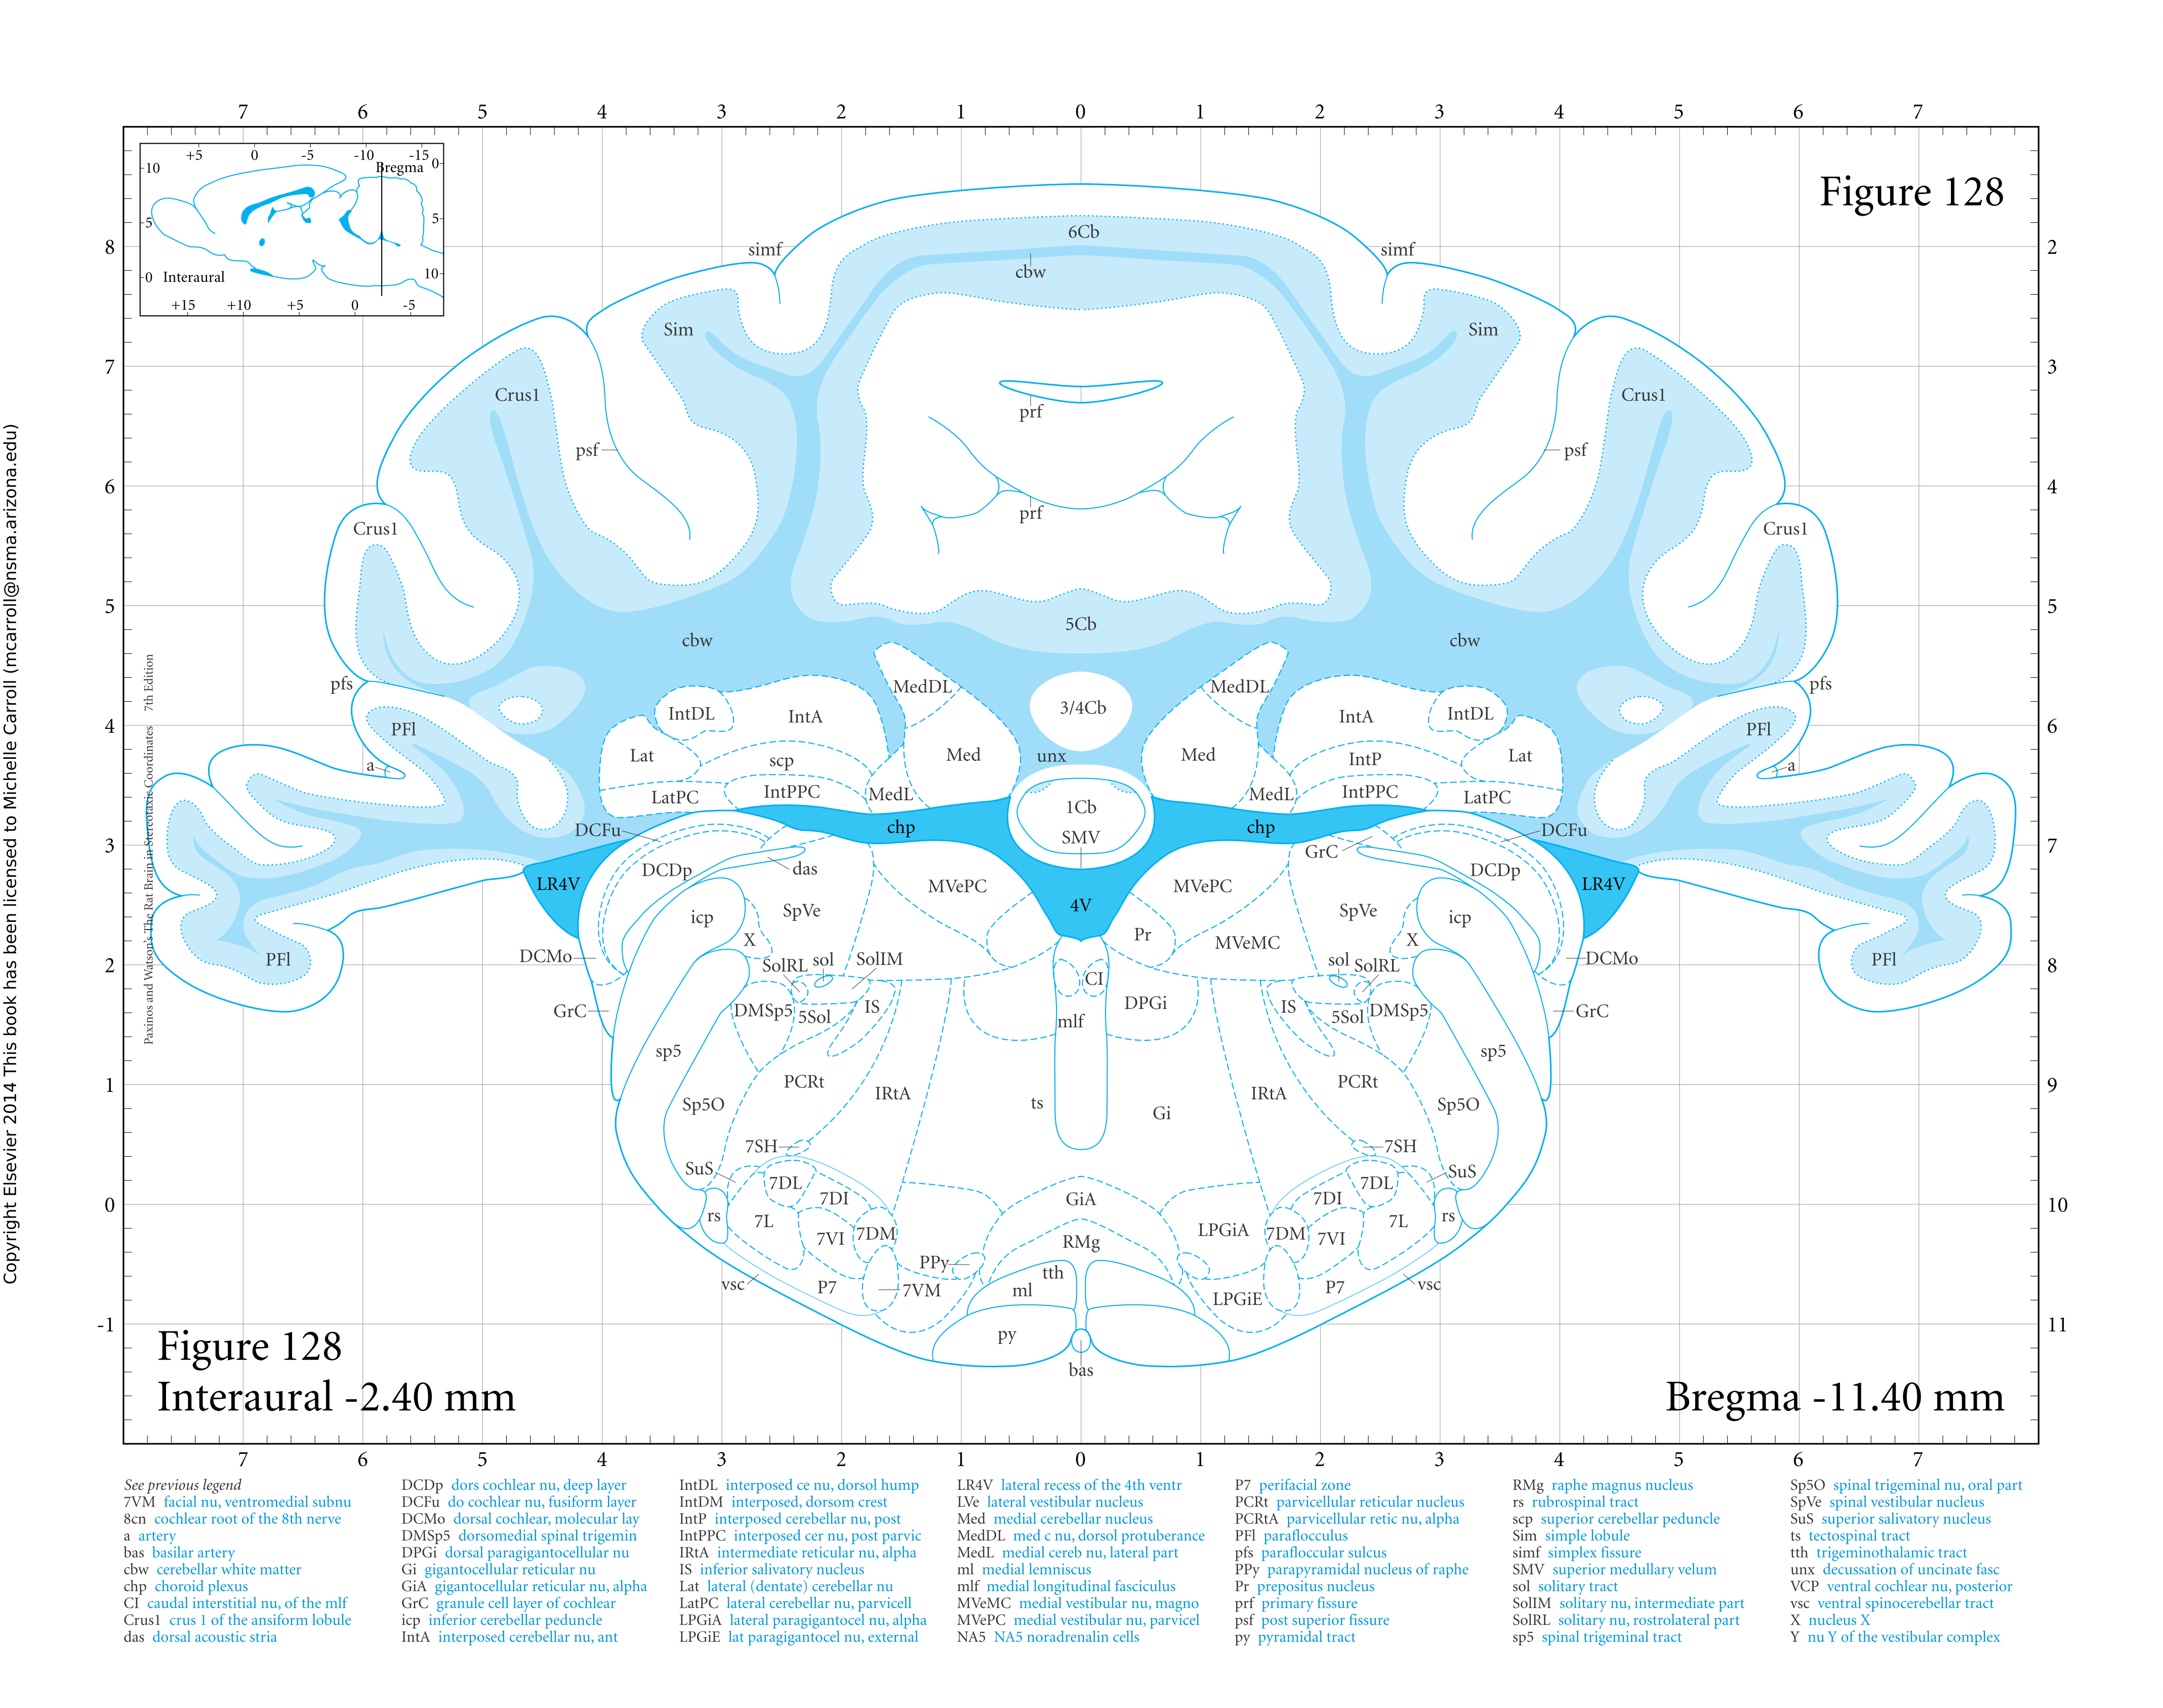 7 6 5 4 3 2 1 0 1 2 3 4 5 6 7
+5 0 -5 -10 -15
Bregma 0
10
5 5
0 Interaural 10
+15 +10 +5 0 -5
Figure 128
simf 6Cb simf
8 2
cbw
Sim Sim
7 3
Crus1 Crus1
prf
psf psf
6 4
prf
Crus1 Crus1
5 5
5Cb
cbw cbw
pfs MedDL MedDL pfs
IntDL IntA 3/4Cb IntA IntDL
4 6
PFl PFl
Lat scp Med unx Med IntP Lat
a a
LatPC IntPPC MedL 1Cb MedL IntPPC LatPC
DCFu chp SMV chp DCFu
3 7
GrC
DCDp das DCDp
LR4V MVePC MVePC LR4V
4V
icp SpVe SpVe icp
X Pr MVeMC X
DCMo SolRL sol SolIM sol SolRL DCMo
PFl PFl
2 8
CI
GrC DMSp5 5Sol IS DPGi IS 5Sol DMSp5 GrC
mlf
sp5 sp5
1 9
PCRt IRtA IRtA PCRt
Sp5O ts Gi Sp5O
7SH 7SH
SuS SuS
7DL 7DI GiA 7DI 7DL
0 10
rs 7L 7VI 7DM LPGiA 7DM 7VI 7L rs
RMg
PPy tth
vsc P7 7VM ml LPGiE P7 vsc
-1 11
py
bas
Figure 128
Interaural -2.40 mm Bregma -11.40 mm
7 6 5 4 3 2 1 0 1 2 3 4 5 6 7
Copyright Elsevier 2014 This book has been licensed to Michelle Carroll (mcarroll@nsma.arizona.edu)
Paxinos and Watson's The Rat Brain in Stereotaxic Coordinates 7th Edition
See previous legend
7VM facial nu, ventromedial subnu
8cn cochlear root of the 8th nerve
a artery
bas basilar artery
cbw cerebellar white matter
chp choroid plexus
CI caudal interstitial nu, of the mlf
Crus1 crus 1 of the ansiform lobule
das dorsal acoustic stria
DCDp dors cochlear nu, deep layer
DCFu do cochlear nu, fusiform layer
DCMo dorsal cochlear, molecular lay
DMSp5 dorsomedial spinal trigemin
DPGi dorsal paragigantocellular nu
Gi gigantocellular reticular nu
GiA gigantocellular reticular nu, alpha
GrC granule cell layer of cochlear
icp inferior cerebellar peduncle
IntA interposed cerebellar nu, ant
IntDL interposed ce nu, dorsol hump
IntDM interposed, dorsom crest
IntP interposed cerebellar nu, post
IntPPC interposed cer nu, post parvic
IRtA intermediate reticular nu, alpha
IS inferior salivatory nucleus
Lat lateral (dentate) cerebellar nu
LatPC lateral cerebellar nu, parvicell
LPGiA lateral paragigantocel nu, alpha
LPGiE lat paragigantocel nu, external
LR4V lateral recess of the 4th ventr
LVe lateral vestibular nucleus
Med medial cerebellar nucleus
MedDL med c nu, dorsol protuberance
MedL medial cereb nu, lateral part
ml medial lemniscus
mlf medial longitudinal fasciculus
MVeMC medial vestibular nu, magno
MVePC medial vestibular nu, parvicel
NA5 NA5 noradrenalin cells
P7 perifacial zone
PCRt parvicellular reticular nucleus
PCRtA parvicellular retic nu, alpha
PFl paraflocculus
pfs parafloccular sulcus
PPy parapyramidal nucleus of raphe
Pr prepositus nucleus
prf primary fissure
psf post superior fissure
py pyramidal tract
RMg raphe magnus nucleus
rs rubrospinal tract
scp superior cerebellar peduncle
Sim simple lobule
simf simplex fissure
SMV superior medullary velum
sol solitary tract
SolIM solitary nu, intermediate part
SolRL solitary nu, rostrolateral part
sp5 spinal trigeminal tract
Sp5O spinal trigeminal nu, oral part
SpVe spinal vestibular nucleus
SuS superior salivatory nucleus
ts tectospinal tract
tth trigeminothalamic tract
unx decussation of uncinate fasc
VCP ventral cochlear nu, posterior
vsc ventral spinocerebellar tract
X nucleus X
Y nu Y of the vestibular complex